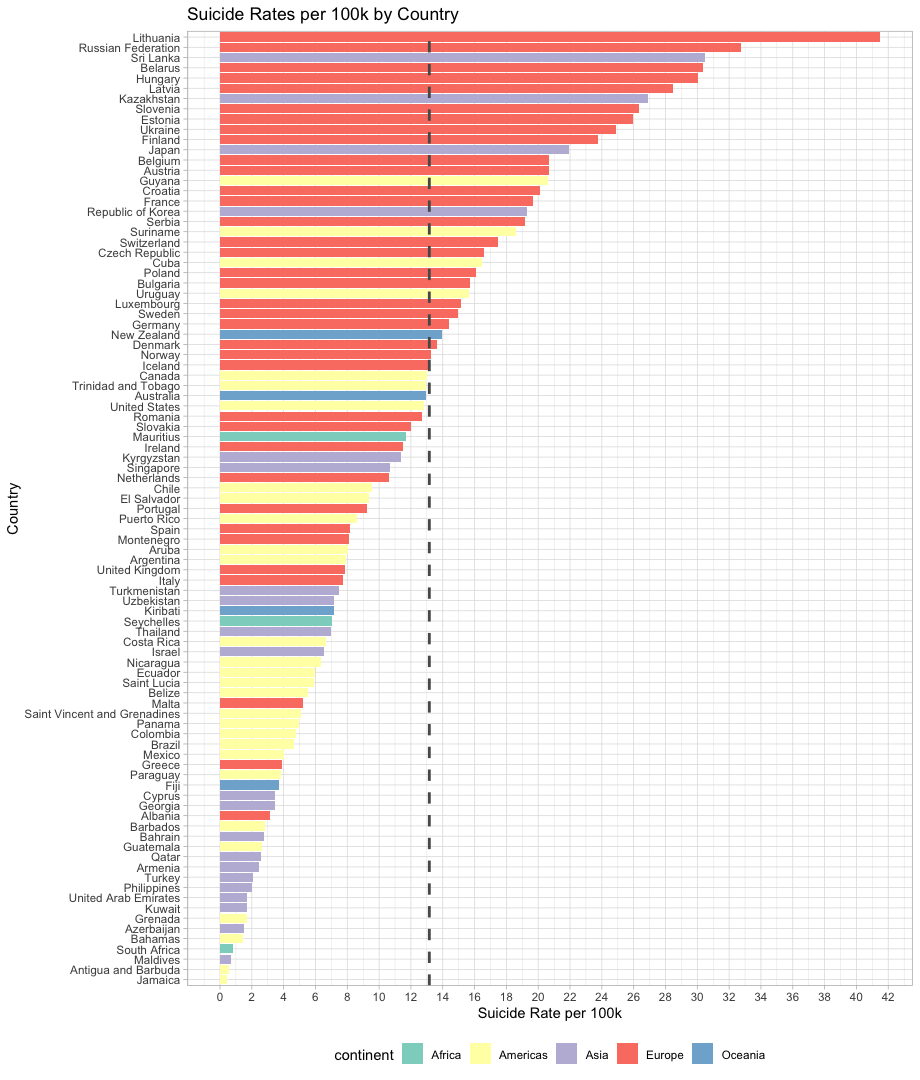 Suicide Rates per 100k by Country
Lithuania
Russian Federation
Sri Lanka
Belarus
Hungary
Latvia
Kazakhstan
Slovenia
Estonia
Ukraine
Finland
Japan
Belgium
Austria
Guyana
Croatia
France
Republic of Korea
Serbia
Suriname
Switzerland
Czech Republic
Cuba
Poland
Bulgaria
Uruguay
Luxembourg
Sweden
Germany
New Zealand
Denmark
Norway
Iceland
Canada
Trinidad and Tobago
Australia
United States
Romania
Slovakia
Mauritius
Ireland
Kyrgyzstan
Singapore
Netherlands
Chile
El Salvador
Portugal
Puerto Rico
Spain
Montenegro
Aruba
Argentina
United Kingdom
Italy
Turkmenistan
Uzbekistan
Kiribati
Seychelles
Thailand
Costa Rica
Israel
Nicaragua
Ecuador
Saint Lucia
Belize
Malta
Saint Vincent and Grenadines
Panama
Colombia
Brazil
Mexico
Greece
Paraguay
Fiji
Cyprus
Georgia
Albania
Barbados
Bahrain
Guatemala
Qatar
Armenia
Turkey
Philippines
United Arab Emirates
Kuwait
Grenada
Azerbaijan
Bahamas
South Africa
Maldives
Antigua and Barbuda
Jamaica
Country
0 2 4 6 8 10 12 14 16 18 20 22 24 26 28 30 32 34 36 38 40 42
Suicide Rate per 100k
continent Africa Americas Asia Europe Oceania